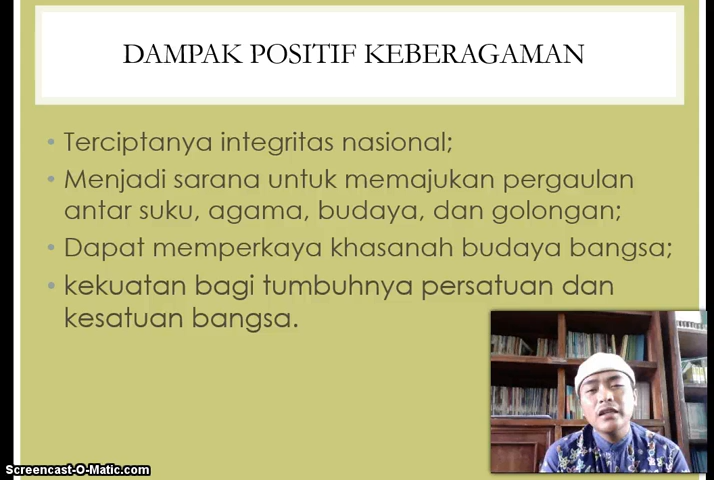 DAMPAK POSITIF KEBERAGAMAN
• Terciptanya integritas nasional;
• Menjadi sarana untuk memajukan pergaulan
antar suku, agama, budaya, dan golongan;
• Dapat memperkaya khasanah budaya bangsa;
• kekuatan bagi tumbuhnya persatuan dan
kesatuan bangsa.
Screencast-O-Matic.com